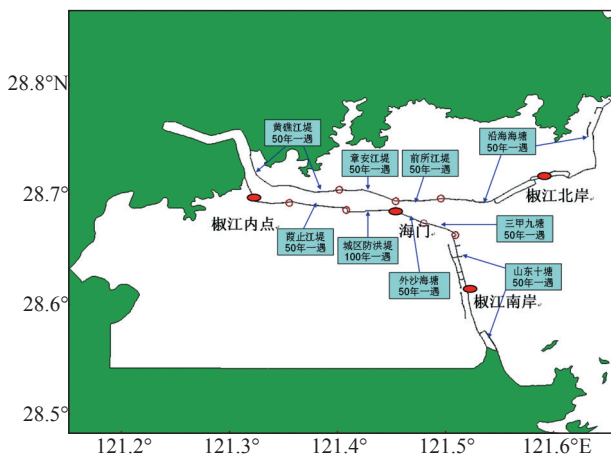 28.8°N
28.7°
28.6°
28.5°
121.2°
121.3°
121.4°
121.5°
121.6°E
黄礁江堤
50年一遇
章安江堤
50年一遇
前所江堤
50年一遇
沿海海塘
50年一遇
椒江内点
海门
椒江北岸
葭止江堤
50年一遇
城区防洪堤
100年一遇
外沙海塘
50年一遇
三甲九塘
50年一遇
山东十塘
50年一遇
椒江南岸